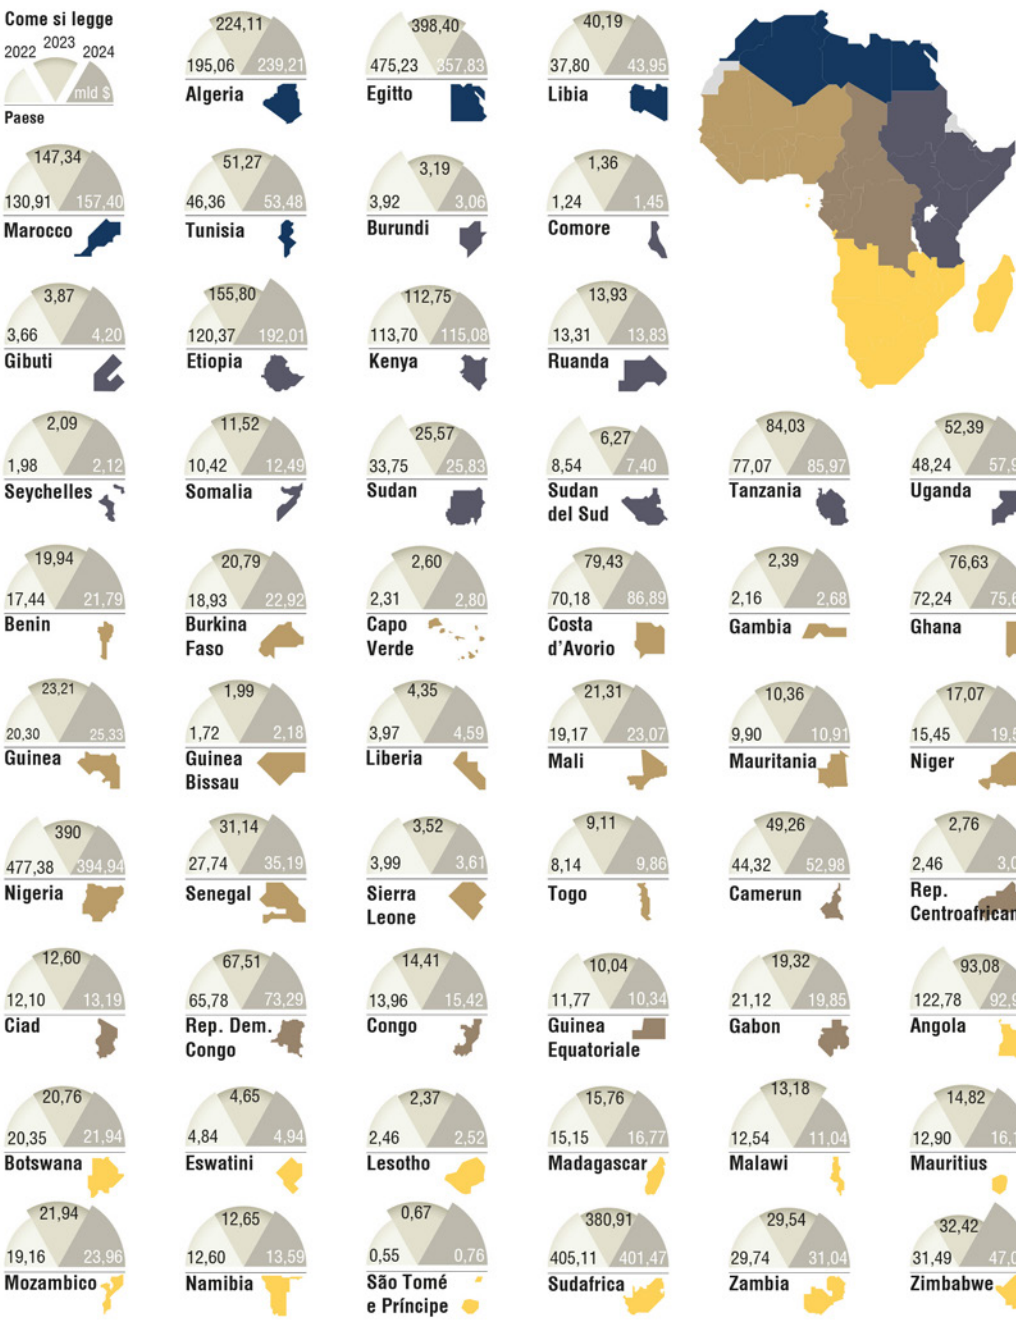 Come si legge
2022 2023 2024
mld $
Paese
224,11
195,06 239,21
Algeria
398,40
475,23 357,83
Egitto
40,19
37,80 43,95
Libia
147,34
130,91 157,40
Marocco
51,27
46,36 53,48
Tunisia
3,19
3,92 3,06
Burundi
1,36
1,24 1,45
Comore
3,87
3,66 4,20
Gibuti
155,80
120,37 192,01
Etiopia
112,75
113,70 115,08
Kenya
13,93
13,31 13,83
Ruanda
2,09
1,98 2,12
Seychelles
11,52
10,42 12,49
Somalia
25,57
33,75 25,83
Sudan
6,27
8,54 7,40
Sudan
del Sud
84,03
77,07 85,97
Tanzania
52,39
48,24 57,9
Uganda
19,94
17,44 21,79
Benin
20,79
18,93 22,92
Burkina
Faso
2,60
2,31 2,80
Capo
Verde
79,43
70,18 86,89
Costa
d'Avorio
2,39
2,16 2,68
Gambia
76,63
72,24 75,6
Ghana
23,21
20,30 25,33
Guinea
1,99
1,72 2,18
Guinea
Bissau
4,35
3,97 4,59
Liberia
21,31
19,17 23,07
Mali
10,36
9,90 10,91
Mauritania
17,07
15,45 19,5
Niger
390
477,38 394,94
Nigeria
31,14
27,74 35,19
Senegal
3,52
3,99 3,61
Sierra
Leone
9,11
8,14 9,86
Togo
49,26
44,32 52,98
Camerun
2,76
2,46 3,0
Rep.
Centroafrican
12,60
12,10 13,19
Ciad
67,51
65,78 73,29
Rep. Dem.
Congo
14,41
13,96 15,42
Congo
10,04
11,77 10,34
Guinea
Equatoriale
19,32
21,12 19,85
Gabon
93,08
122,78 92,9
Angola
20,76
20,35 21,94
Botswana
4,65
4,84 4,94
Eswatini
2,37
2,46 2,52
Lesotho
15,76
15,15 16,77
Madagascar
13,18
12,54 11,04
Malawi
14,82
12,90 16,1
Mauritius
21,94
19,16 23,96
Mozambico
12,65
12,60 13,59
Namibia
0,67
0,55 0,76
São Tomé
e Príncipe
380,91
405,11 401,47
Sudafrica
29,54
29,74 31,04
Zambia
32,42
31,49 47,0
Zimbabwe